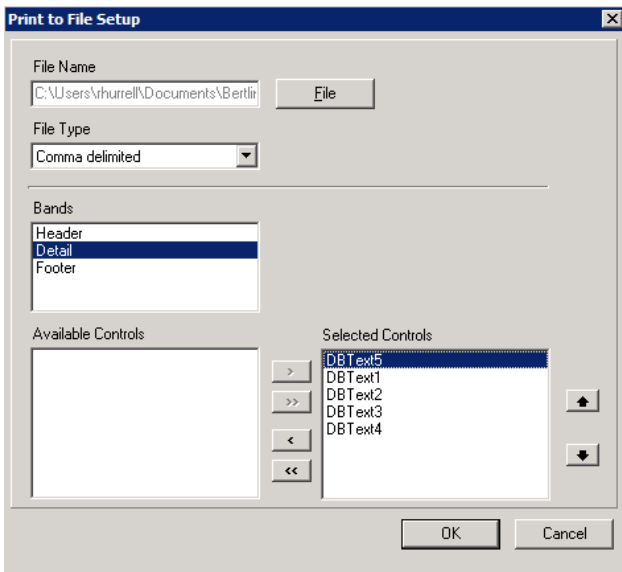 Print to File Setup
File Name
C:\Users\rhurrell\Documents\Bertlin
File
File Type
Comma delimited
Bands
Header
Detail
Footer
Available Controls
Selected Controls
>
>>
<
<<
DBText5
DBText1
DBText2
DBText3
DBText4
OK
Cancel